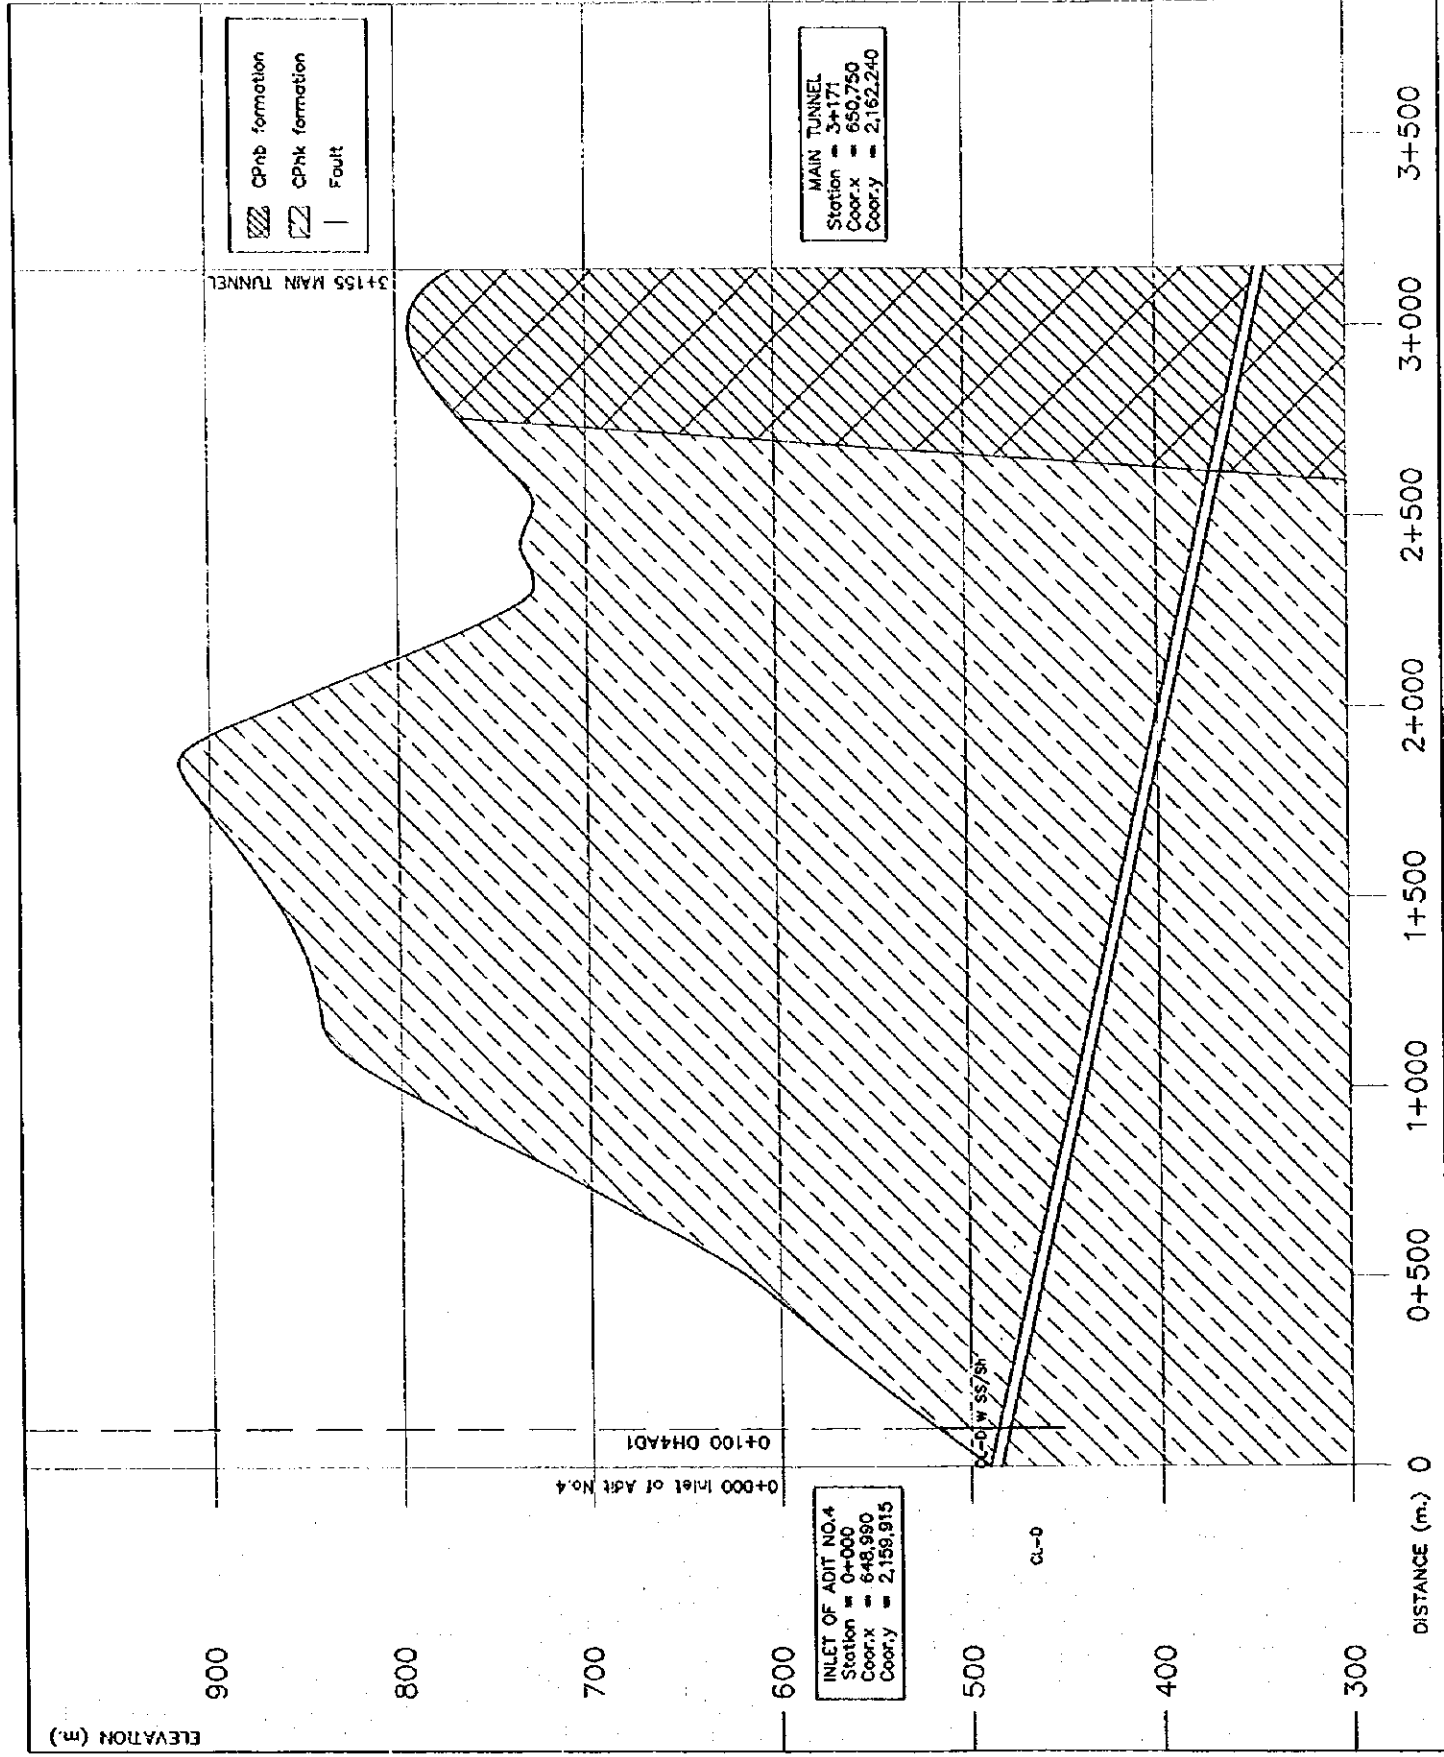 ELEVATION (m.)
900
800
700
600
500
400
300
CPnb formation
CPhk formation
Fault
3+155 MAIN TUNNEL
MAIN TUNNEL
Station = 3+171
Coor.x = 650,750
Coor.y = 2,162,240
0+100 DH4AD1
0+000 Inlet of Adit No.4
INLET OF ADIT NO.4
Station = 0+000
Coor.x = 648,990
Coor.y = 2,159,915
CL-D W SS/Sh
CL-D
DISTANCE (m.)
0
0+500
1+000
1+500
2+000
2+500
3+000
3+500